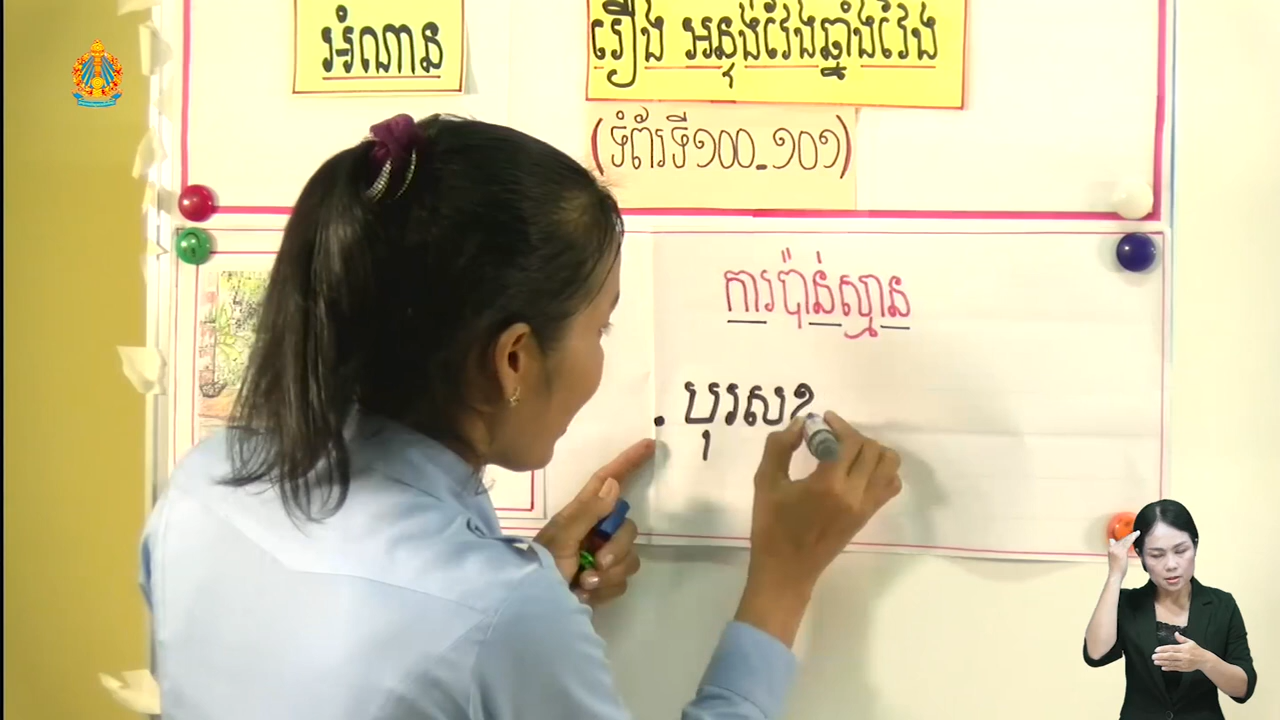 អំណាន
រឿង អន្ទង់វែងឆ្នាំងវែង
(ទំព័រទី១០០-១០១)
ការប៉ាន់ស្មាន
. បុរសខ